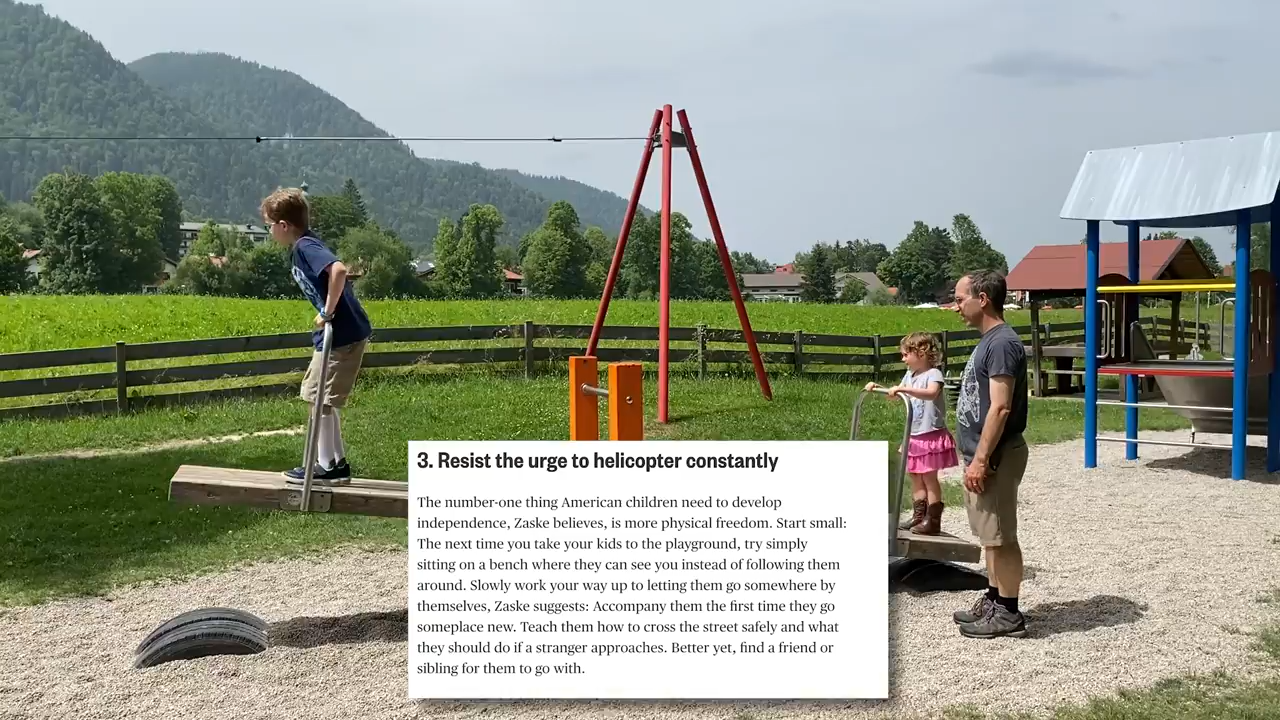 3. Resist the urge to helicopter constantly
The number-one thing American children need to develop
independence, Zaske believes, is more physical freedom. Start small:
The next time you take your kids to the playground, try simply
sitting on a bench where they can see you instead of following them
around. Slowly work your way up to letting them go somewhere by
themselves, Zaske suggests: Accompany them the first time they go
someplace new. Teach them how to cross the street safely and what
they should do if a stranger approaches. Better yet, find a friend or
sibling for them to go with.